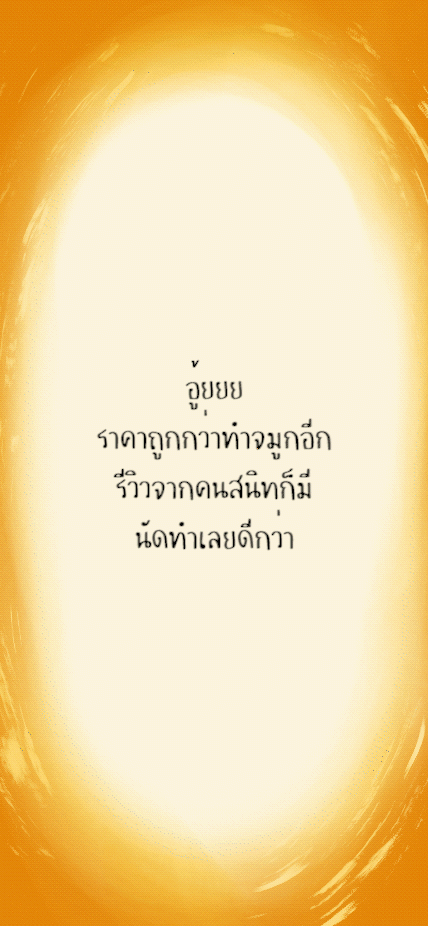 อู้ยยย
ราคาถูกกว่าทำจมูกอีก
รีวิวจากคนสนิทก็มี
นัดทำเลยดีกว่า